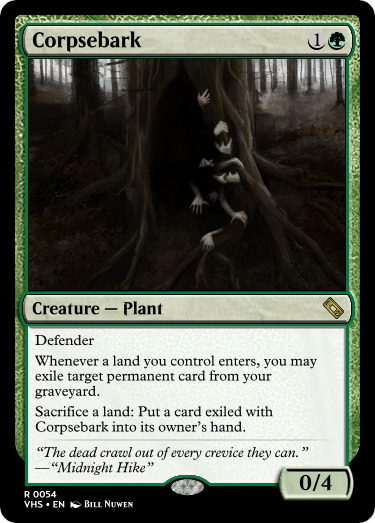 Corpsebark 1
Creature — Plant
Defender
Whenever a land you control enters, you may
exile target permanent card from your
graveyard.
Sacrifice a land: Put a card exiled with
Corpsebark into its owner's hand.
“The dead crawl out of every crevice they can.”
—“Midnight Hike”
0/4
R 0054
VHS • EN Bill Nuwen